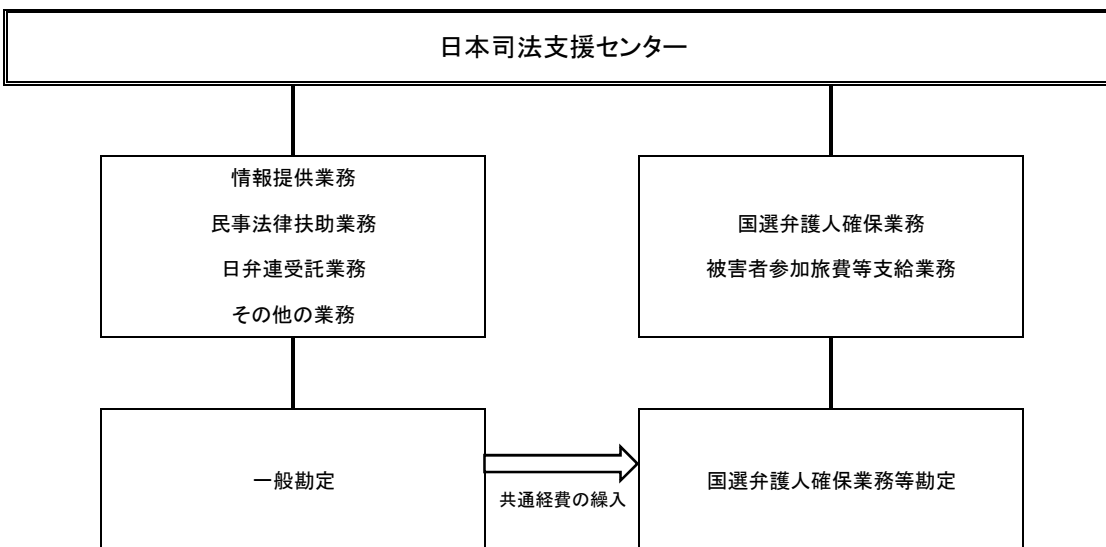 日本司法支援センター
情報提供業務
民事法律扶助業務
日弁連受託業務
その他の業務
国選弁護人確保業務
被害者参加旅費等支給業務
一般勘定
共通経費の繰入
国選弁護人確保業務等勘定